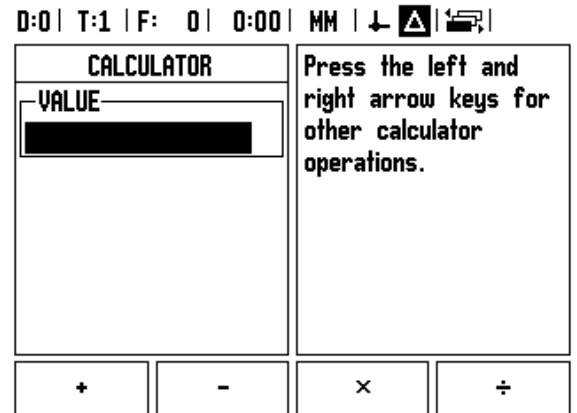 D:0 | T:1 | F: 0 | 0:00 | MM | Δ
CALCULATOR
VALUE
Press the left and
right arrow keys for
other calculator
operations.
+ - × ÷